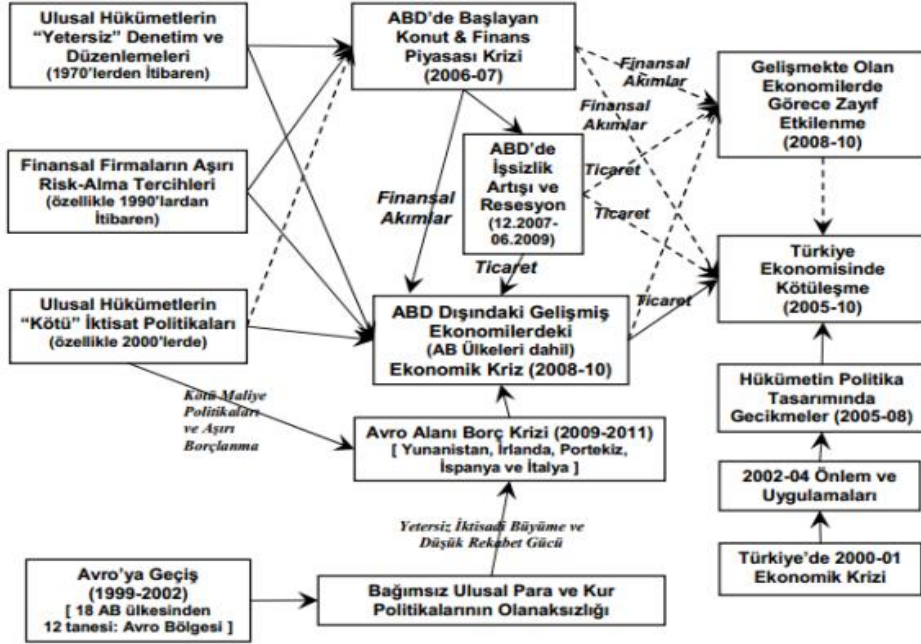 Ulusal Hükümetlerin
“Yetersiz” Denetim ve
Düzenlemeleri
(1970’lerden İtibaren)
ABD’de Başlayan
Konut & Finans
Piyasası Krizi
(2006-07)
Finansal
Akımlar
Finansal
Akımlar
Gelişmekte Olan
Ekonomilerde
Görece Zayıf
Etkilenme
(2008-10)
Finansal Firmaların Aşırı
Risk-Alma Tercihleri
(özellikle 1990’lardan
İtibaren)
Finansal
Akımlar
ABD’de
İşsizlik
Artışı ve
Resesyon
(12.2007-
06.2009)
Ticaret
Ticaret
Ticaret
Ticaret
Türkiye
Ekonomisinde
Kötüleşme
(2005-10)
Ulusal Hükümetlerin
“Kötü” İktisat Politikaları
(özellikle 2000’lerde)
ABD Dışındaki Gelişmiş
Ekonomilerdeki
(AB Ülkeleri dahil)
Ekonomik Kriz (2008-10)
Kötü Maliye
Politikaları
ve Aşırı
Borçlanma
Avro Alanı Borç Krizi (2009-2011)
[ Yunanistan, İrlanda, Portekiz,
İspanya ve İtalya ]
Hükümetin Politika
Tasarımında
Gecikmeler (2005-08)
2002-04 Önlem ve
Uygulamaları
Yetersiz İktisadi Büyüme ve
Düşük Rekabet Gücü
Türkiye’de 2000-01
Ekonomik Krizi
Avro’ya Geçiş
(1999-2002)
[ 18 AB ülkesinden
12 tanesi: Avro Bölgesi ]
Bağımsız Ulusal Para ve Kur
Politikalarının Olanaksızlığı